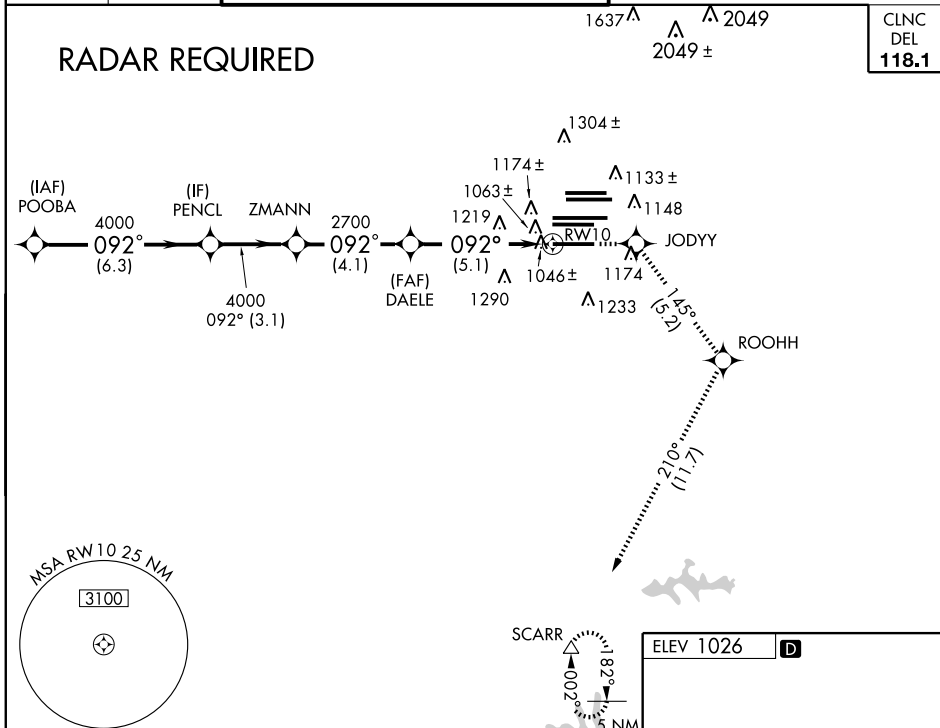 1637
2049
2049 ±
CLNC
DEL
118.1
RADAR REQUIRED
1304 ±
1174 ±
1133 ±
1063 ±
1148
1219
(IAF)
POOBA
(IF)
PENCL
ZMANN
4000
092°
(6.3)
2700
092°
(4.1)
092°
(5.1)
RW10
JODYY
(FAF)
DAELE
1046 ±
1174
1290
1233
4000
092° (3.1)
145°
(5.2)
ROOHH
210°
(11.7)
MSA RW10 25 NM
3100
SCARR
182°
002°
5 NM
ELEV 1026
D